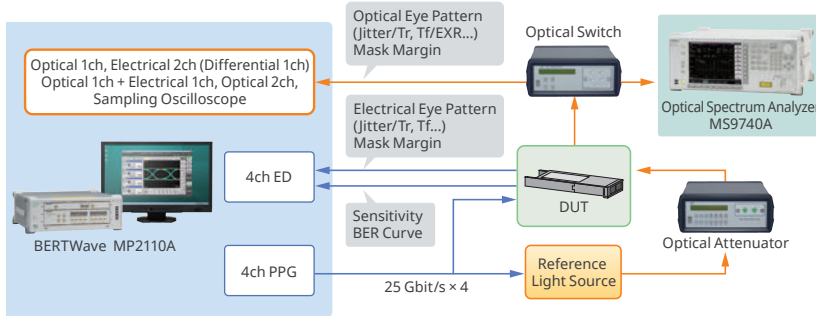 Optical Eye Pattern
(Jitter/Tr, Tf/EXR...)
Mask Margin
Optical Switch
Optical 1ch, Electrical 2ch (Differential 1ch)
Optical 1ch + Electrical 1ch, Optical 2ch,
Sampling Oscilloscope
Optical Spectrum Analyzer
MS9740A
Electrical Eye Pattern
(Jitter/Tr, Tf...)
Mask Margin
4ch ED
DUT
Sensitivity
BER Curve
BERTWave MP2110A
Optical Attenuator
4ch PPG
Reference
Light Source
25 Gbit/s × 4